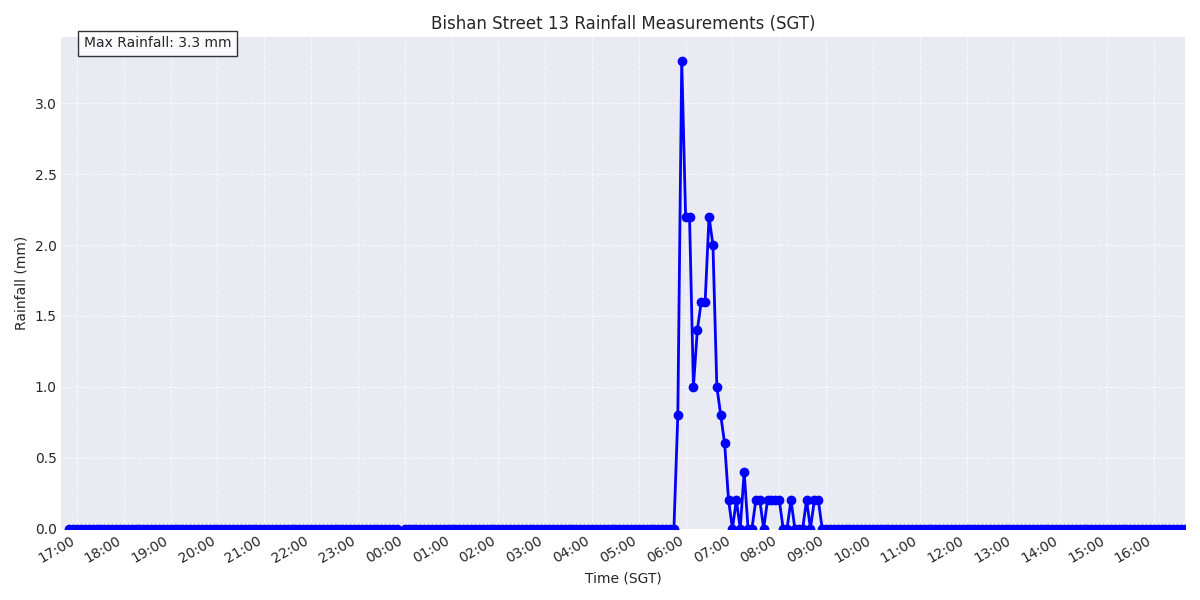 Bishan Street 13 Rainfall Measurements (SGT)
Max Rainfall: 3.3 mm
Rainfall (mm)
3.0
2.5
2.0
1.5
1.0
0.5
0.0
17:00 18:00 19:00 20:00 21:00 22:00 23:00 00:00 01:00 02:00 03:00 04:00 05:00 06:00 07:00 08:00 09:00 10:00 11:00 12:00 13:00 14:00 15:00 16:00
Time (SGT)